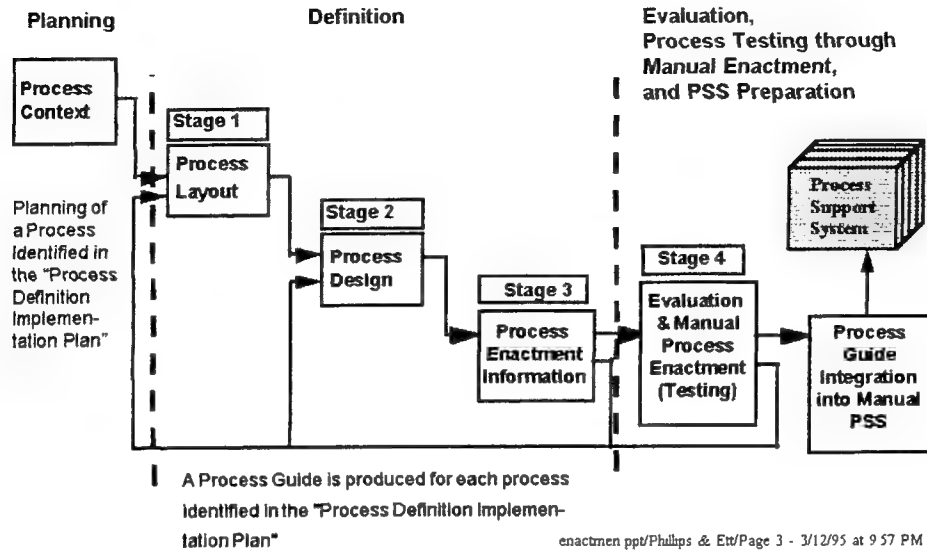 Planning
Definition
Evaluation,
Process Testing through
Manual Enactment,
and PSS Preparation
Process
Context
Stage 1
Process
Layout
Planning of
a Process
Identified in
the "Process
Definition
Implemen-
tation Plan"
Stage 2
Process
Design
Stage 3
Process
Enactment
Information
Stage 4
Evaluation
& Manual
Process
Enactment
(Testing)
Process
Support
System
Process
Guide
Integration
into Manual
PSS
A Process Guide is produced for each process
identified in the "Process Definition Implemen-
tation Plan"
enactmen ppt/Phillips & Ett/Page 3 - 3/12/95 at 9 57 PM